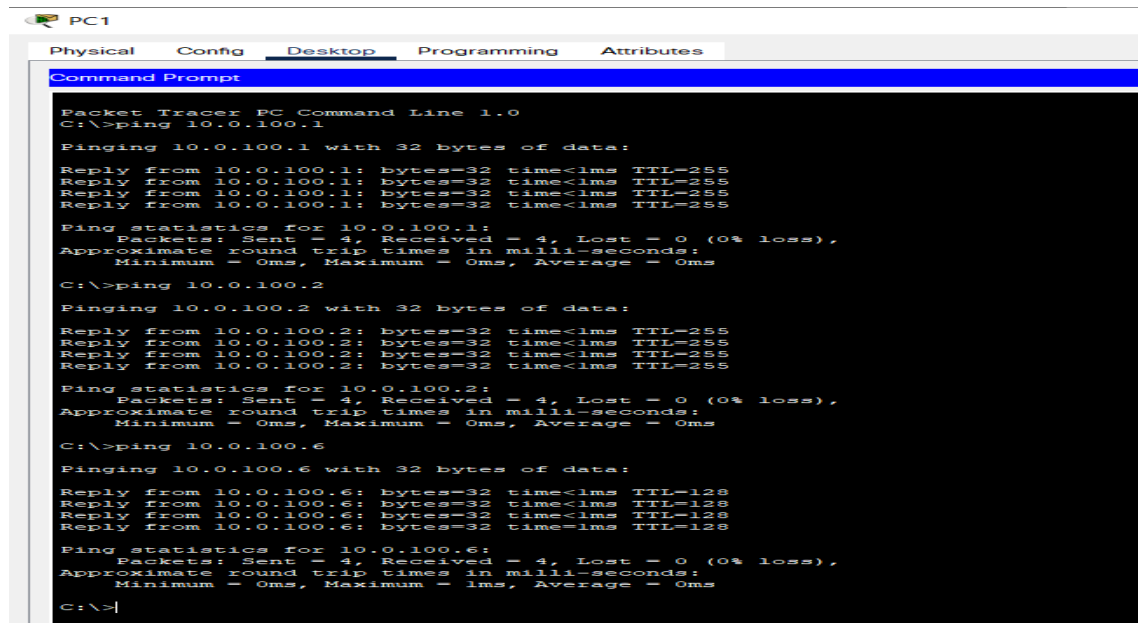 PC1
Physical Config Desktop Programming Attributes
Command Prompt
Packet Tracer PC Command Line 1.0
C:\>ping 10.0.100.1
Pinging 10.0.100.1 with 32 bytes of data:
Reply from 10.0.100.1: bytes=32 time<1ms TTL=255
Reply from 10.0.100.1: bytes=32 time<1ms TTL=255
Reply from 10.0.100.1: bytes=32 time<1ms TTL=255
Reply from 10.0.100.1: bytes=32 time<1ms TTL=255
Ping statistics for 10.0.100.1:
Packets: Sent = 4, Received = 4, Lost = 0 (0% loss),
Approximate round trip times in milli-seconds:
Minimum = 0ms, Maximum = 0ms, Average = 0ms
C:\>ping 10.0.100.2
Pinging 10.0.100.2 with 32 bytes of data:
Reply from 10.0.100.2: bytes=32 time<1ms TTL=255
Reply from 10.0.100.2: bytes=32 time<1ms TTL=255
Reply from 10.0.100.2: bytes=32 time<1ms TTL=255
Reply from 10.0.100.2: bytes=32 time<1ms TTL=255
Ping statistics for 10.0.100.2:
Packets: Sent = 4, Received = 4, Lost = 0 (0% loss),
Approximate round trip times in milli-seconds:
Minimum = 0ms, Maximum = 0ms, Average = 0ms
C:\>ping 10.0.100.6
Pinging 10.0.100.6 with 32 bytes of data:
Reply from 10.0.100.6: bytes=32 time<1ms TTL=128
Reply from 10.0.100.6: bytes=32 time<1ms TTL=128
Reply from 10.0.100.6: bytes=32 time<1ms TTL=128
Reply from 10.0.100.6: bytes=32 time=1ms TTL=128
Ping statistics for 10.0.100.6:
Packets: Sent = 4, Received = 4, Lost = 0 (0% loss),
Approximate round trip times in milli-seconds:
Minimum = 0ms, Maximum = 1ms, Average = 0ms
C:\>